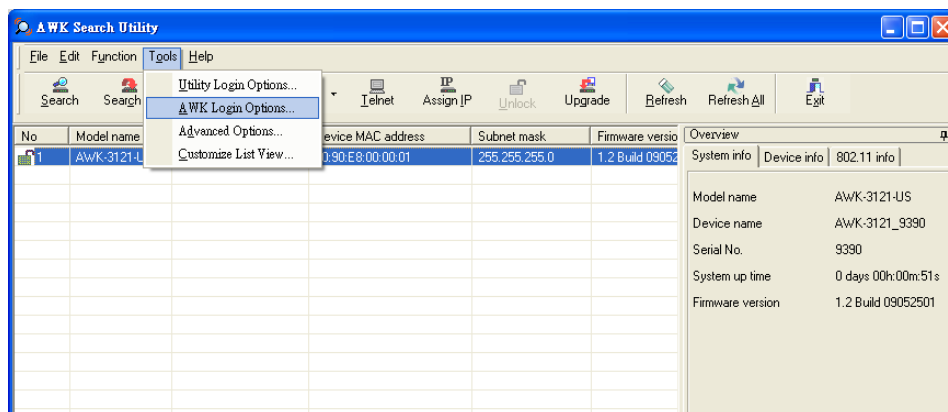 AWK Search Utility
File Edit Function Tools Help
Search Search Telnet Assign IP Unlock Upgrade Refresh Refresh All Exit
Utility Login Options...
AWK Login Options...
Advanced Options...
Customize List View...
No Model name evice MAC address Subnet mask Firmware versio
1 AWK-3121-U 0:90:E8:00:00:01 255.255.255.0 1.2 Build 09052
Overview
System info Device info 802.11 info
Model name AWK-3121-US
Device name AWK-3121_9390
Serial No. 9390
System up time 0 days 00h:00m:51s
Firmware version 1.2 Build 09052501